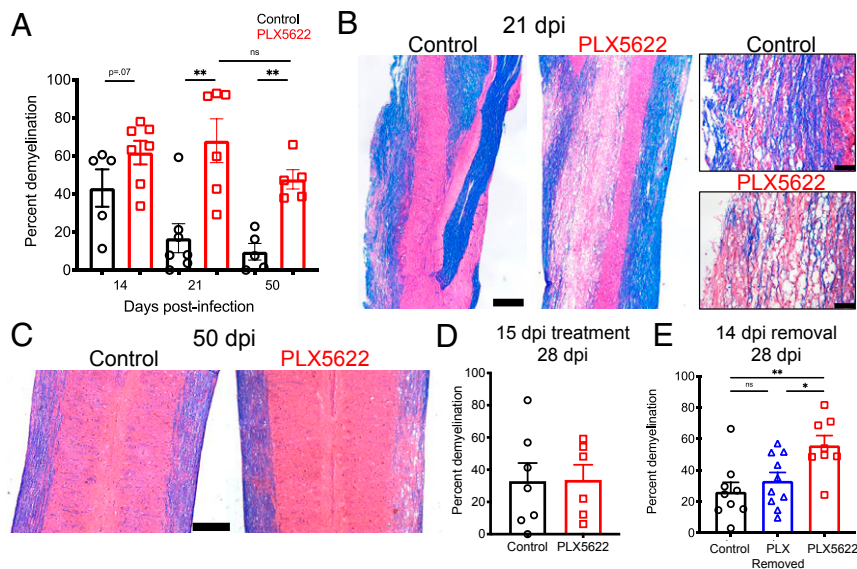 A
Control
PLX5622
ns
p=.07
**
**
100
80
60
40
20
0
Percent demyelination
14
21
50
Days post-infection
B
21 dpi
Control
PLX5622
Control
PLX5622
C
50 dpi
Control
PLX5622
D
15 dpi treatment
28 dpi
100
80
60
40
20
0
Percent demyelination
Control
PLX5622
E
14 dpi removal
28 dpi
**
ns
*
100
80
60
40
20
0
Percent demyelination
Control
PLX
Removed
PLX5622